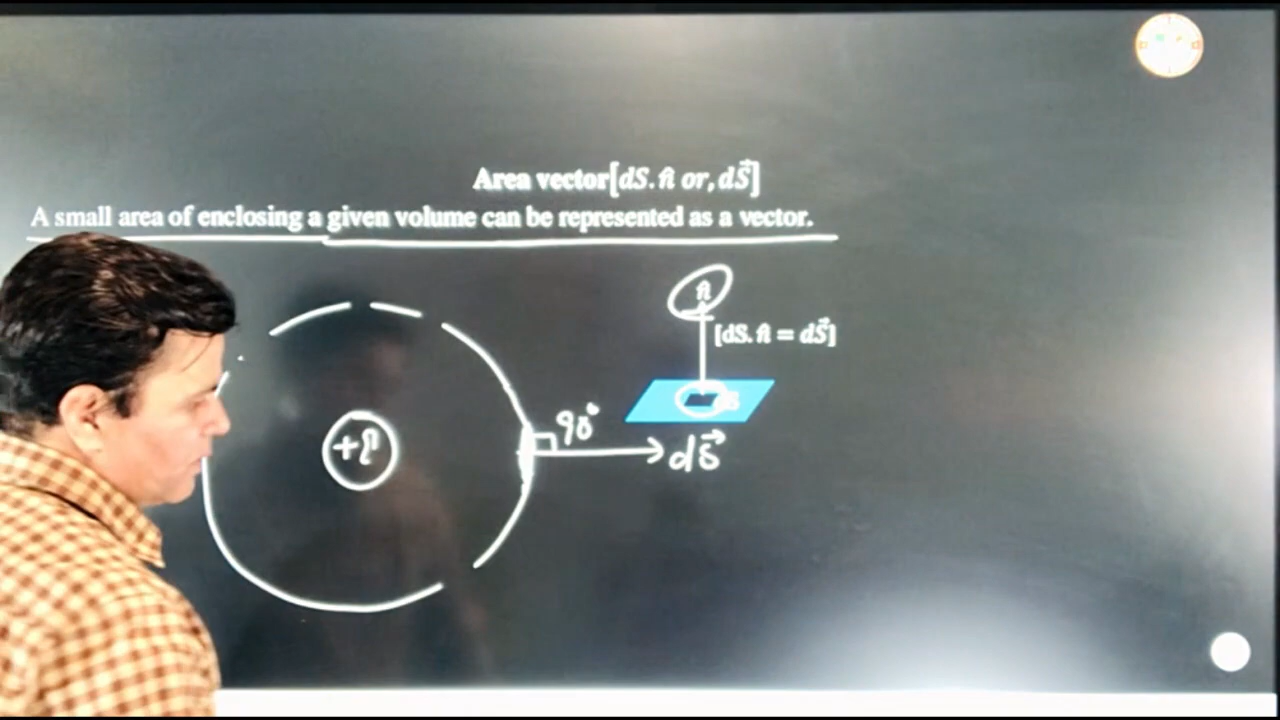 Area vector[dS.n̂ or, dS⃗]
A small area of enclosing a given volume can be represented as a vector.
n̂
[dS.n̂ = dS⃗]
90°
dS⃗